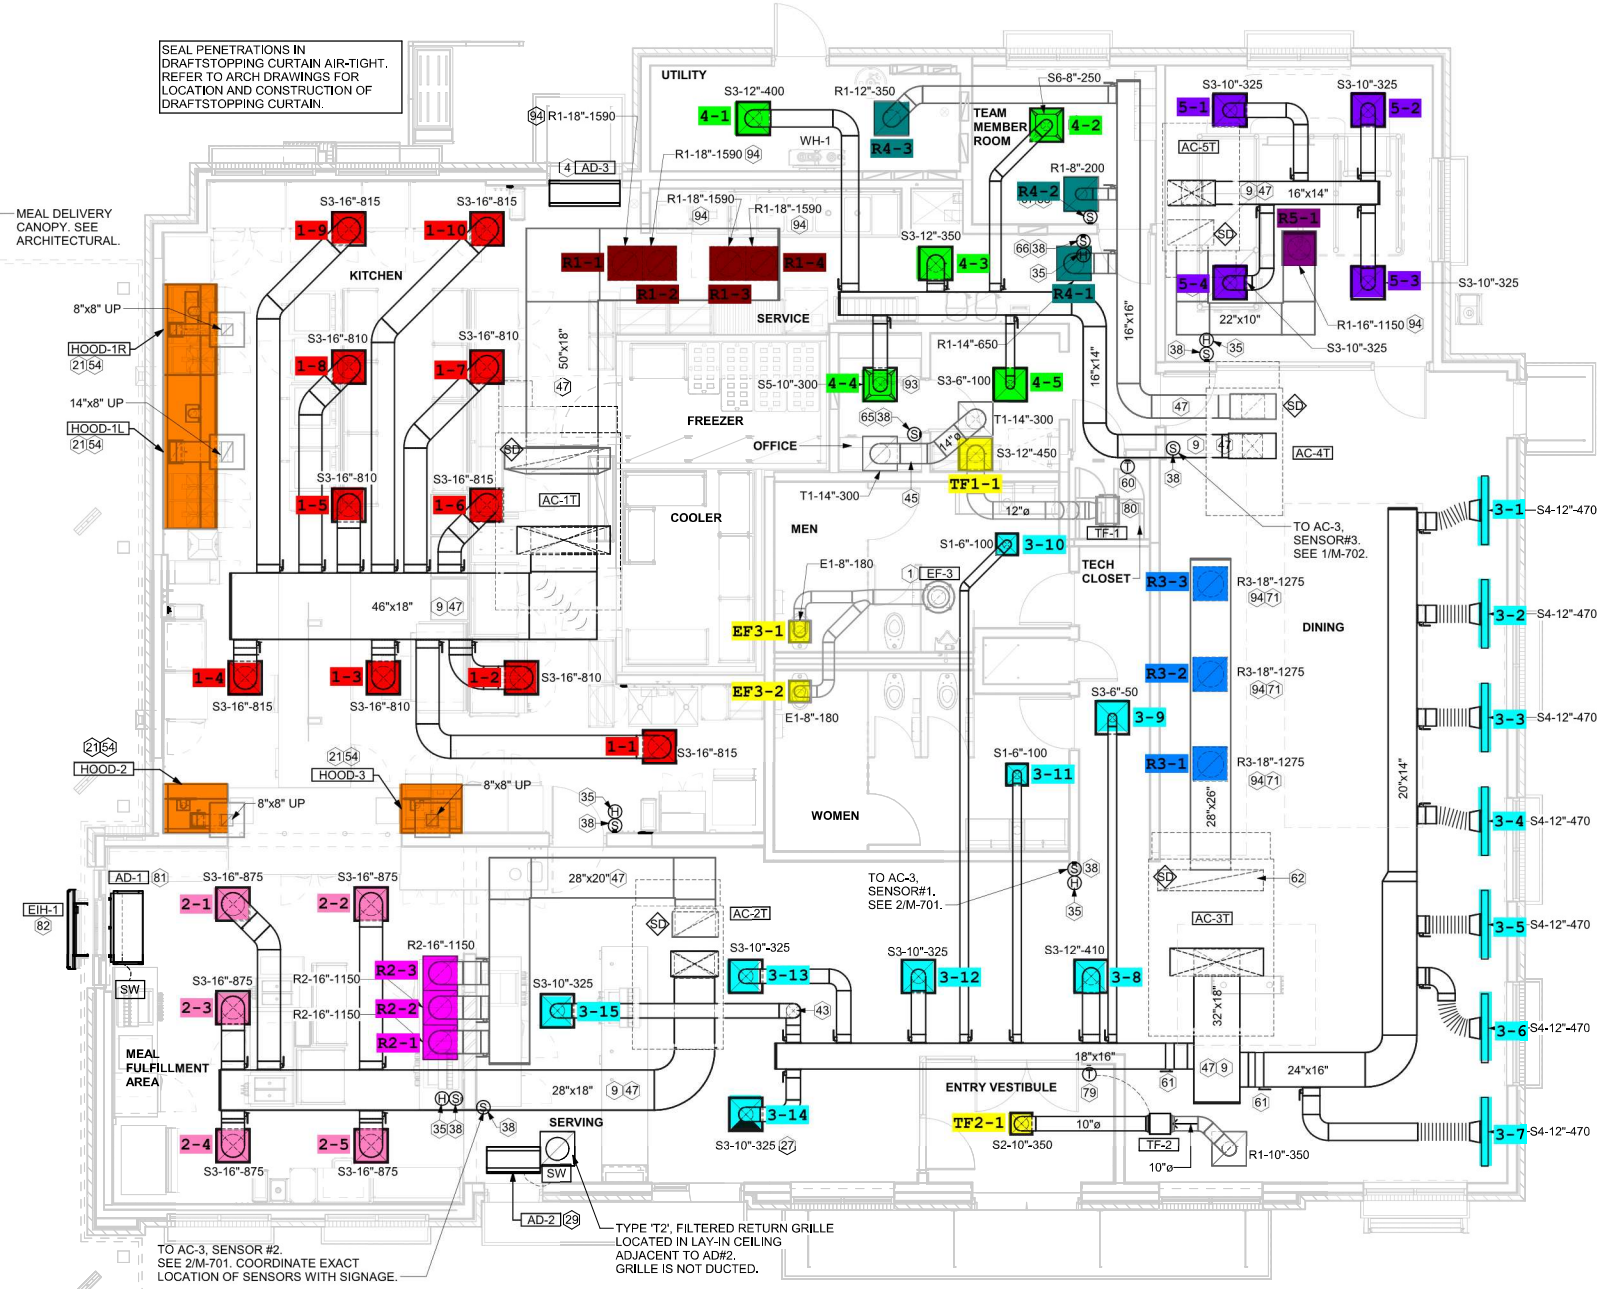 SEAL PENETRATIONS IN
DRAFTSTOPPING CURTAIN AIR-TIGHT.
REFER TO ARCH DRAWINGS FOR
LOCATION AND CONSTRUCTION OF
DRAFTSTOPPING CURTAIN.
MEAL DELIVERY
CANOPY. SEE
ARCHITECTURAL.
94 R1-18"-1590
R1-18"-1590 94
4 AD-3
R1-18"-1590
94
R1-18"-1590
94
R1-1
R1-2
R1-3
R1-4
UTILITY
S3-12"-400
4-1
R1-12"-350
R4-3
WH-1
TEAM
MEMBER
ROOM
S6-8"-250
4-2
R1-8"-200
R4-2
S
S3-12"-350
4-3
66 38
S
35
H
R4-1
R1-14"-650
16"x16"
16"x14"
S3-10"-325
5-1
S3-10"-325
5-2
AC-5T
9 47
16"x14"
SD
R5-1
5-4
5-3
S3-10"-325
22"x10"
R1-16"-1150 94
S3-10"-325
H
35
38
S
S3-16"-815
1-9
S3-16"-815
1-10
KITCHEN
8"x8" UP
HOOD-1R
21 54
14"x8" UP
HOOD-1L
21 54
S3-16"-810
1-8
S3-16"-810
1-7
S3-16"-810
1-5
S3-16"-815
1-6
50"x18"
47
SD
AC-1T
46"x18"
9 47
SERVICE
FREEZER
COOLER
S5-10"-300
4-4
93
S3-6"-100
4-5
65 38
S
OFFICE
14"ø
T1-14"-300
S3-12"-450
TF1-1
T1-14"-300
45
12"ø
T
60
80
TF-1
47
SD
S
9
47
38
AC-4T
TO AC-3,
SENSOR#3.
SEE 1/M-702.
MEN
S1-6"-100
3-10
TECH
CLOSET
E1-8"-180
1 EF-3
EF3-1
EF3-2
E1-8"-180
R3-3
R3-18"-1275
94 71
DINING
R3-2
R3-18"-1275
94 71
R3-1
R3-18"-1275
94 71
28"x26"
20"x14"
3-1
S4-12"-470
3-2
S4-12"-470
3-3
S4-12"-470
3-4
S4-12"-470
3-5
S4-12"-470
3-6
S4-12"-470
3-7
S4-12"-470
1-4
S3-16"-815
1-3
S3-16"-810
1-2
S3-16"-810
1-1
S3-16"-815
S3-6"-50
3-9
S1-6"-100
3-11
WOMEN
21 54
HOOD-2
8"x8" UP
21 54
HOOD-3
8"x8" UP
35
H
38
S
TO AC-3,
SENSOR#1.
SEE 2/M-701.
S
38
H
35
SD
62
AC-3T
AD-1 81
EIH-1
82
SW
S3-16"-875
2-1
S3-16"-875
2-2
S3-16"-875
2-3
28"x20" 47
SD
AC-2T
R2-16"-1150
R2-3
R2-16"-1150
R2-2
R2-16"-1150
R2-1
S3-10"-325
3-15
S3-10"-325
3-13
43
S3-10"-325
3-12
S3-12"-410
3-8
32"x18"
47 9
MEAL
FULFILLMENT
AREA
28"x18"
9 47
18"x16"
61
61
24"x16"
T
79
ENTRY VESTIBULE
H
S
35 38
S
38
SERVING
3-14
S3-10"-325 27
TF2-1
S2-10"-350
10"ø
TF-2
10"ø
R1-10"-350
2-4
S3-16"-875
2-5
S3-16"-875
SW
AD-2 29
TYPE 'T2', FILTERED RETURN GRILLE
LOCATED IN LAY-IN CEILING
ADJACENT TO AD#2.
GRILLE IS NOT DUCTED.
TO AC-3, SENSOR #2.
SEE 2/M-701. COORDINATE EXACT
LOCATION OF SENSORS WITH SIGNAGE.